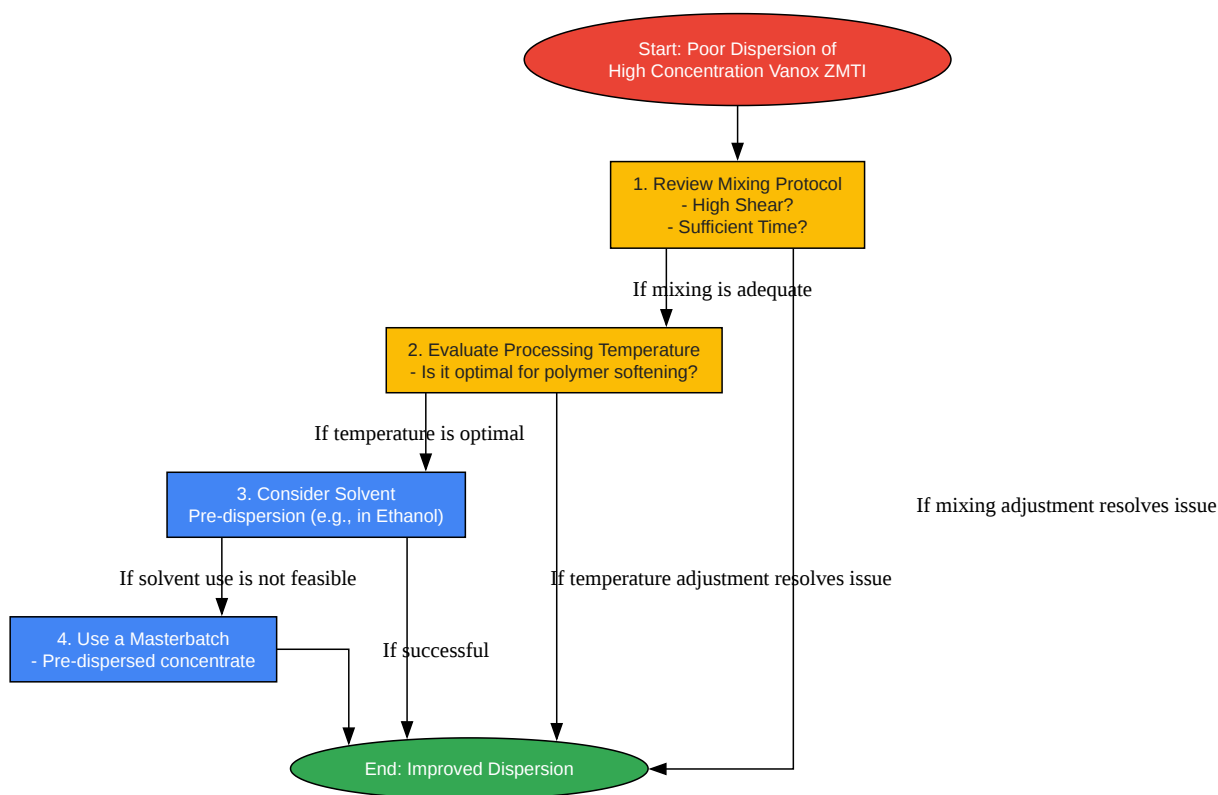 Start: Poor Dispersion of
High Concentration Vanox ZMTI
1. Review Mixing Protocol
- High Shear?
- Sufficient Time?
If mixing is adequate
2. Evaluate Processing Temperature
- Is it optimal for polymer softening?
If temperature is optimal
3. Consider Solvent
Pre-dispersion (e.g., in Ethanol)
If mixing adjustment resolves issue
If solvent use is not feasible
If temperature adjustment resolves issue
4. Use a Masterbatch
- Pre-dispersed concentrate
If successful
End: Improved Dispersion